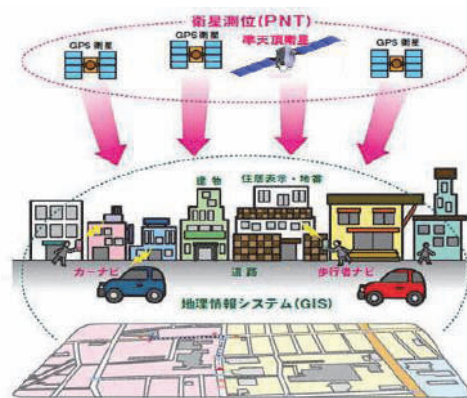 衛星測位(PNT)
GPS衛星
GPS衛星
準天頂衛星
GPS衛星
建物
住居表示・地番
カーナビ
道路
歩行者ナビ
地理情報システム(GIS)